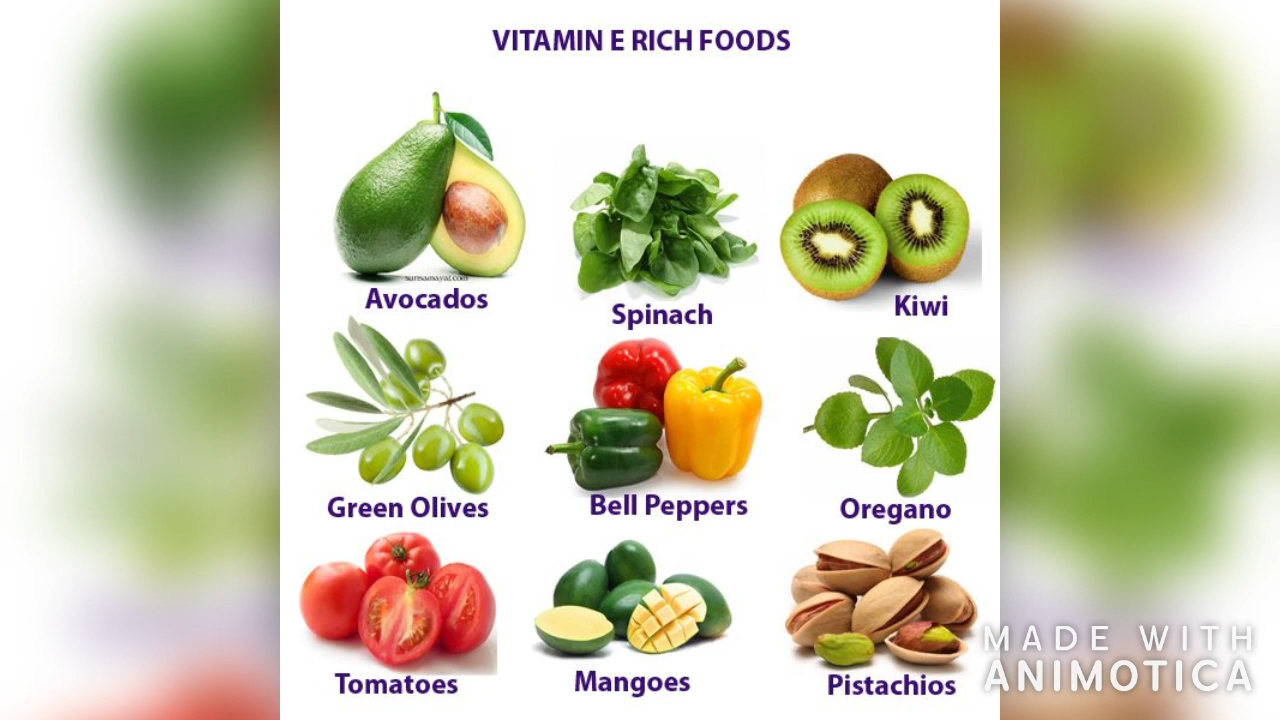 VITAMIN E RICH FOODS
Avocados
Spinach
Kiwi
Green Olives
Bell Peppers
Oregano
Tomatoes
Mangoes
Pistachios
MADE WITH
ANIMOTICA